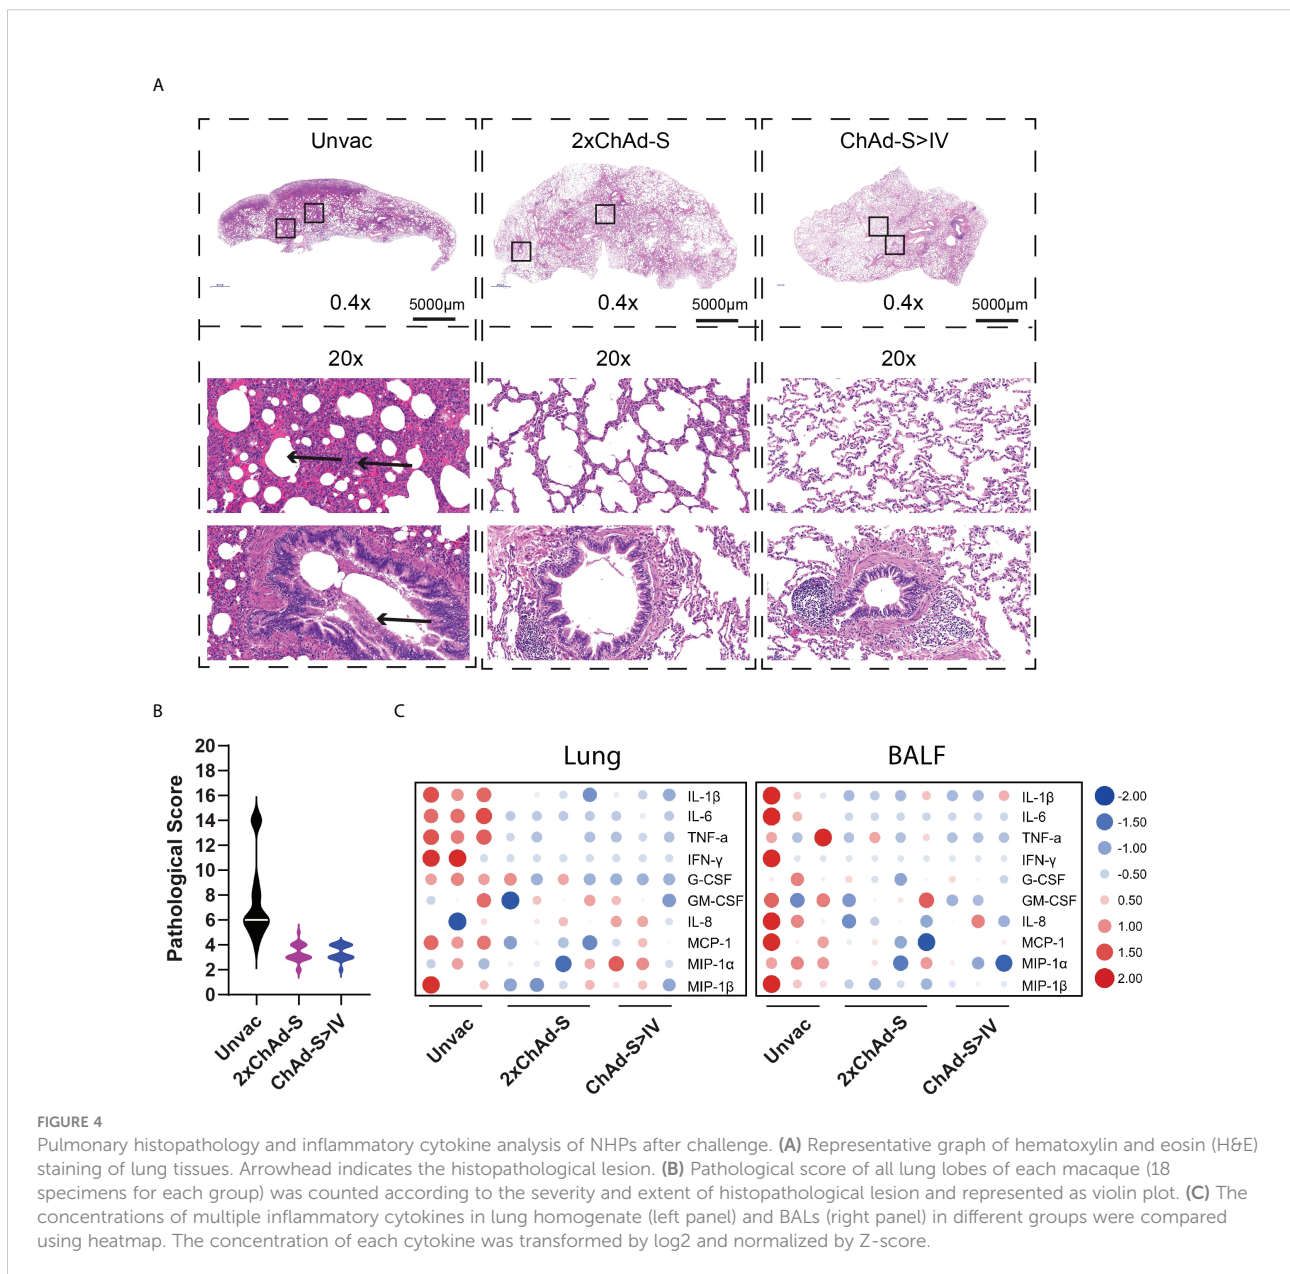 A
Unvac
2xChAd-S
ChAd-S>IV
0.4x
5000µm
0.4x
5000µm
0.4x
5000µm
20x
20x
20x
B
C
Pathological Score
20
18
16
14
12
10
8
6
4
2
0
Unvac
2xChAd-S
ChAd-S>IV
Lung
IL-1β
IL-6
TNF-a
IFN-γ
G-CSF
GM-CSF
IL-8
MCP-1
MIP-1α
MIP-1β
Unvac
2xChAd-S
ChAd-S>IV
BALF
IL-1β
IL-6
TNF-a
IFN-γ
G-CSF
GM-CSF
IL-8
MCP-1
MIP-1α
MIP-1β
Unvac
2xChAd-S
ChAd-S>IV
-2.00
-1.50
-1.00
-0.50
0.50
1.00
1.50
2.00
FIGURE 4
Pulmonary histopathology and inflammatory cytokine analysis of NHPs after challenge. (A) Representative graph of hematoxylin and eosin (H&E)
staining of lung tissues. Arrowhead indicates the histopathological lesion. (B) Pathological score of all lung lobes of each macaque (18
specimens for each group) was counted according to the severity and extent of histopathological lesion and represented as violin plot. (C) The
concentrations of multiple inflammatory cytokines in lung homogenate (left panel) and BALs (right panel) in different groups were compared
using heatmap. The concentration of each cytokine was transformed by log2 and normalized by Z-score.